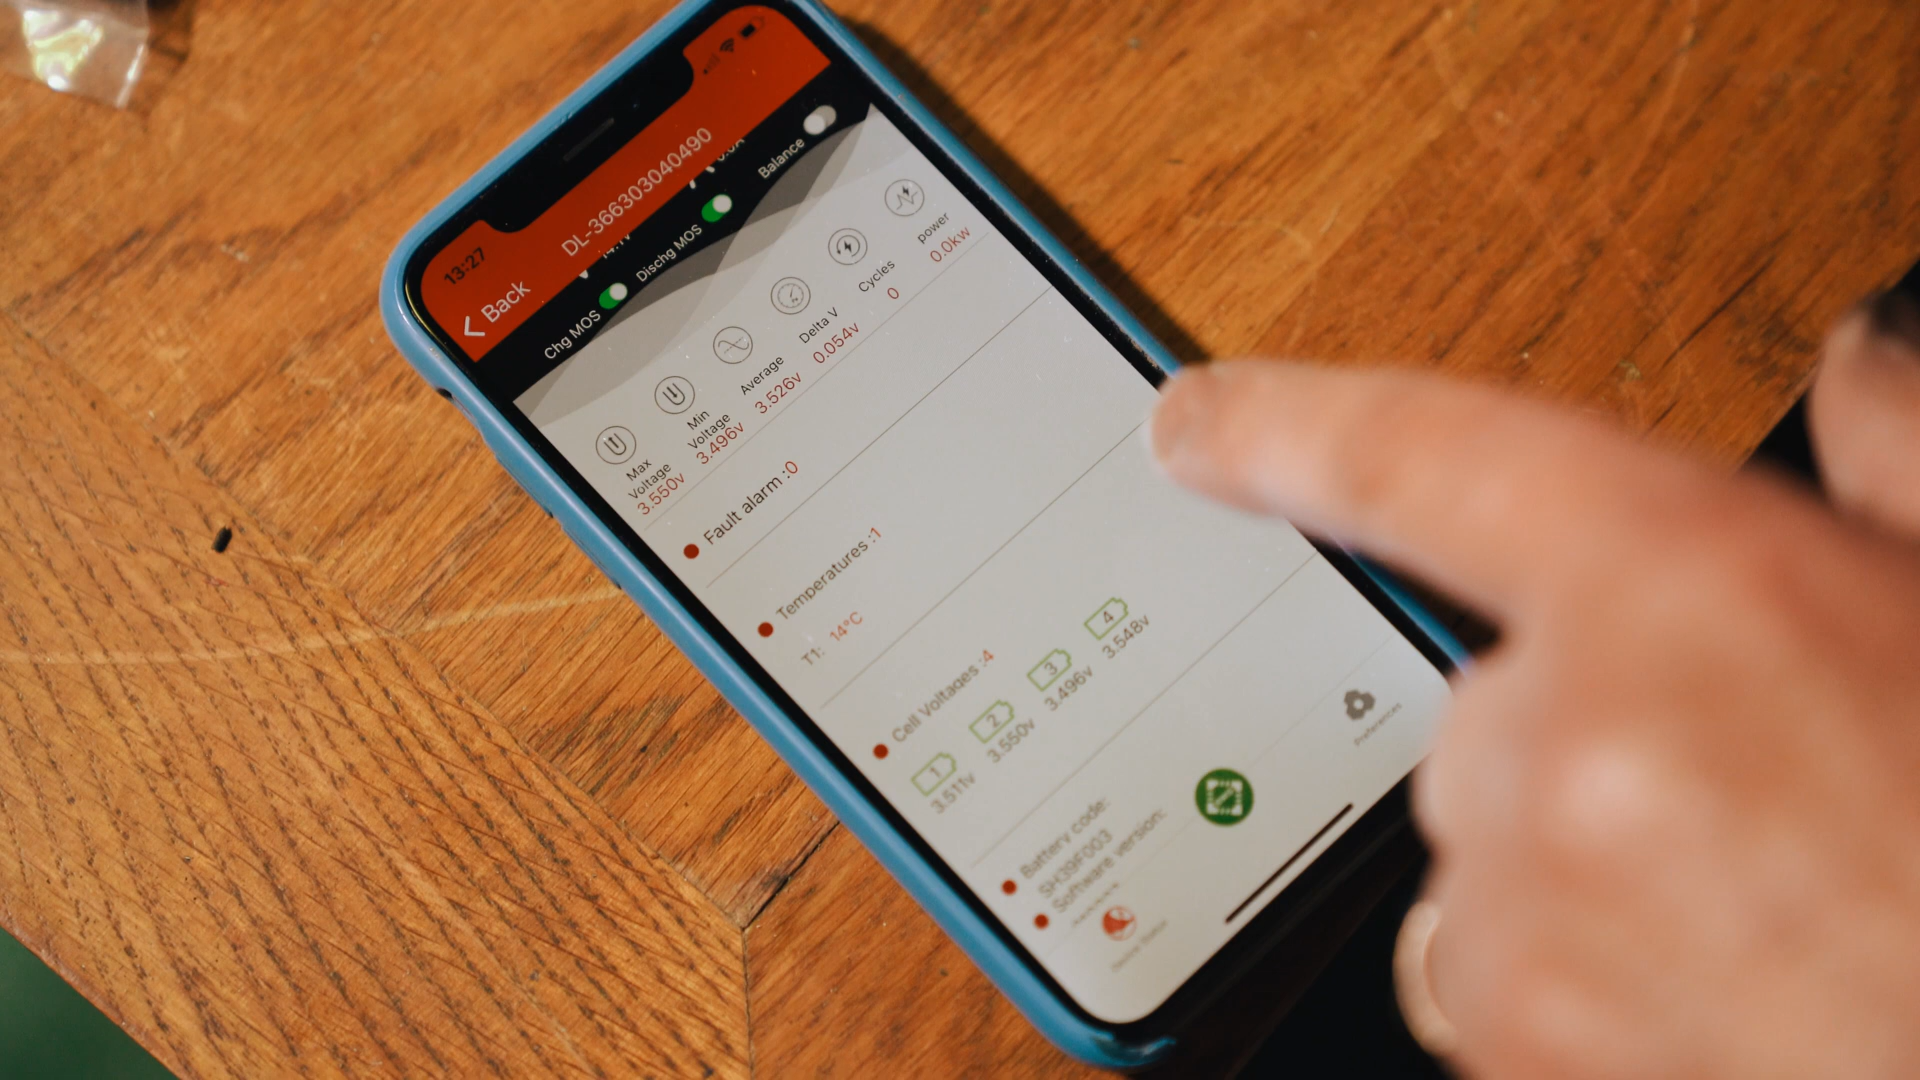 13:27
Back
DL-366303040490
Chg MOS
Dischg MOS
Balance
Max
Voltage
3.550v
Min
Voltage
3.496v
Average
3.526v
Delta V
0.054v
Cycles
0
power
0.0kw
Fault alarm :0
Temperatures :1
T1: 14°C
Cell Voltages :4
1
3.511v
2
3.550v
3
3.496v
4
3.548v
Battery code:
SH39F003
Software version:
Preferences